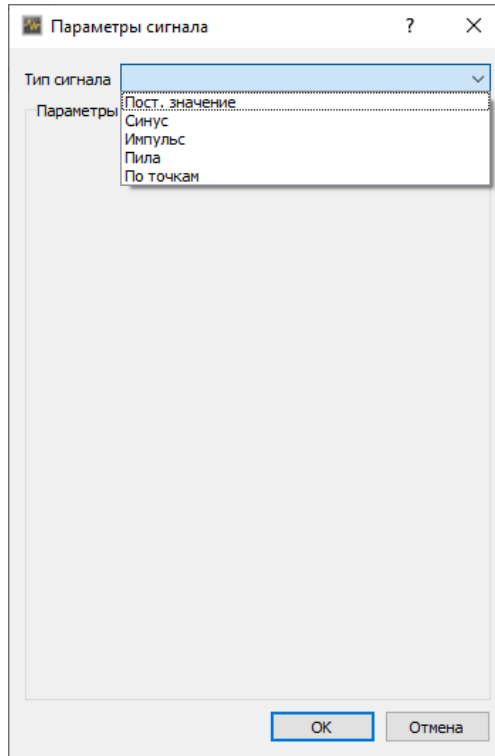 Параметры сигнала ?
Тип сигнала
Параметры
Пост. значение
Синус
Импульс
Пила
По точкам
OK Отмена